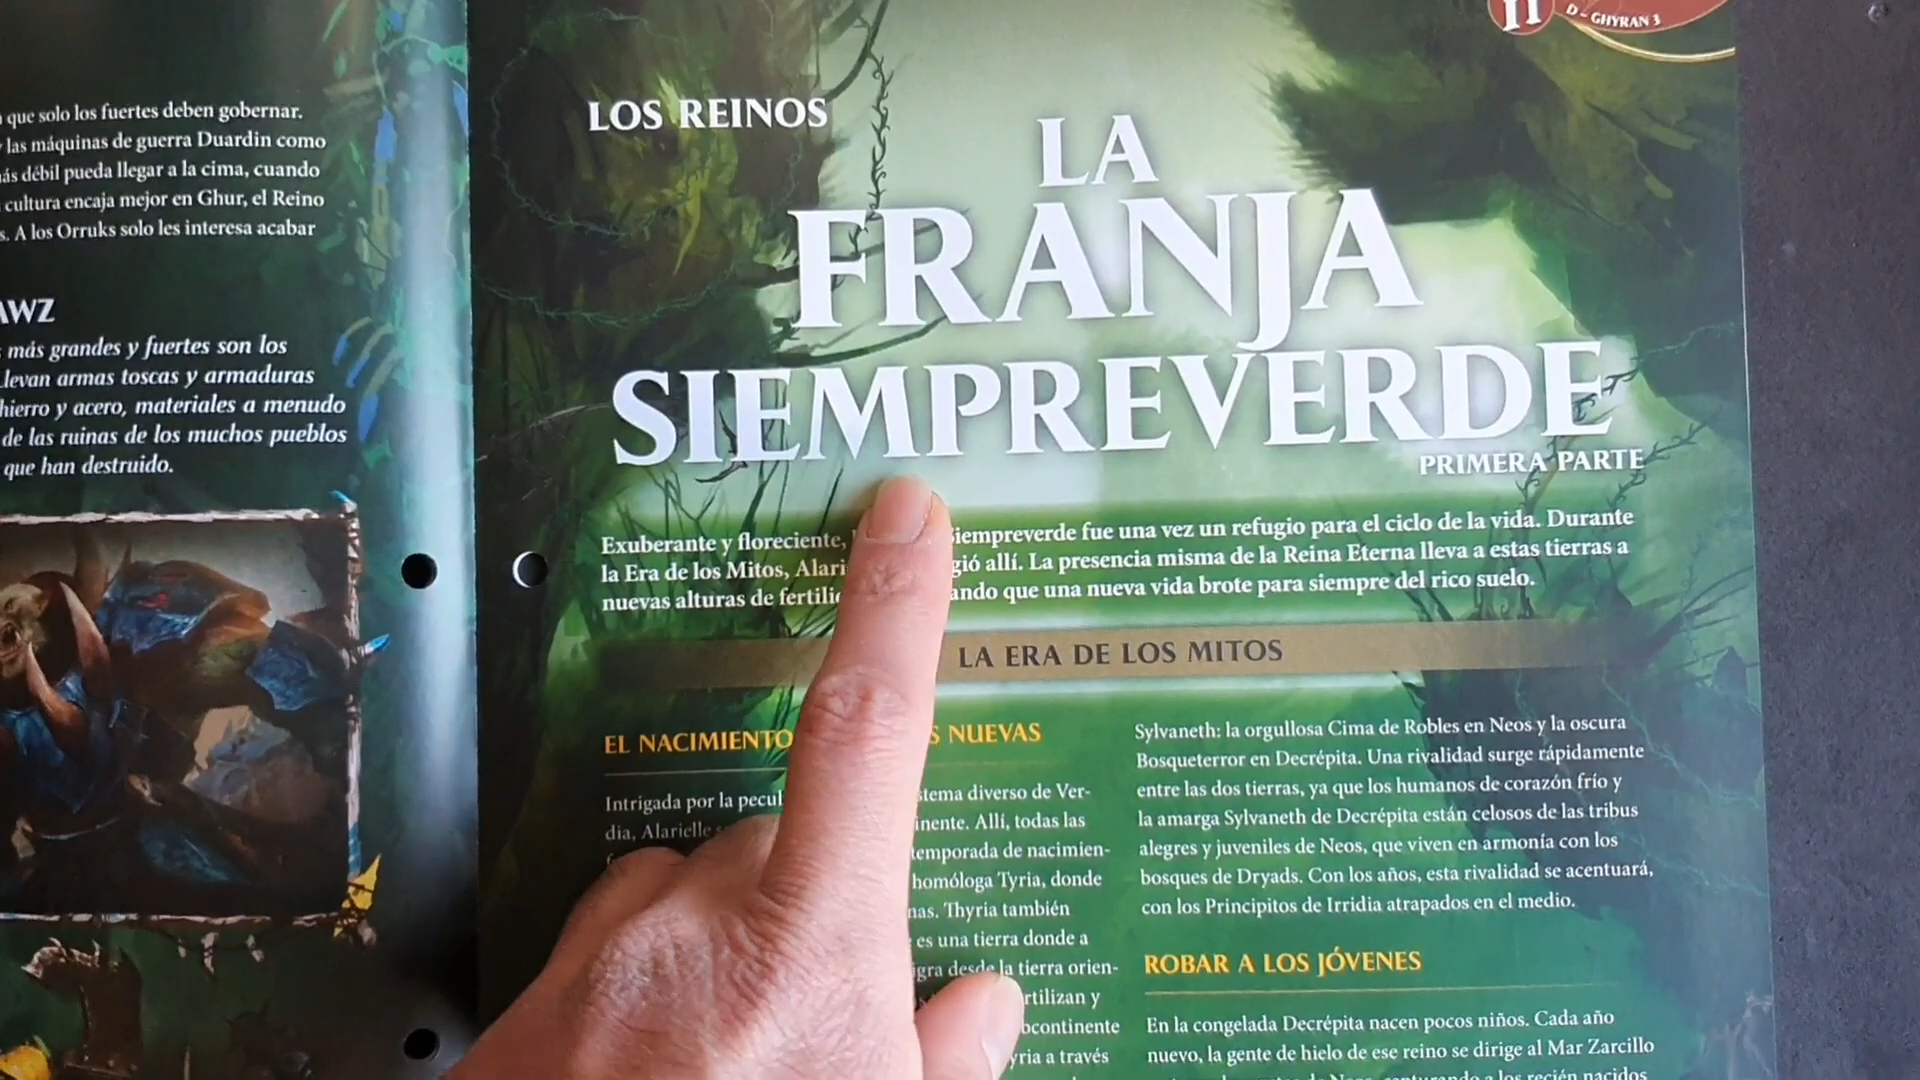 que solo los fuertes deben gobernar.
las máquinas de guerra Duardin como
débil pueda llegar a la cima, cuando
cultura encaja mejor en Ghur, el Reino
A los Orruks solo les interesa acabar
AWZ
más grandes y fuertes son los
llevan armas toscas y armaduras
hierro y acero, materiales a menudo
de las ruinas de los muchos pueblos
que han destruido.
II
D - GHYRAN 3
LOS REINOS
LA
FRANJA
SIEMPREVERDE
PRIMERA PARTE
Exuberante y floreciente, Siempreverde fue una vez un refugio para el ciclo de la vida. Durante
la Era de los Mitos, allí. La presencia misma de la Reina Eterna lleva a estas tierras a
nuevas alturas de que una nueva vida brote para siempre del rico suelo.
LA ERA DE LOS MITOS
EL NACIMIENTO NUEVAS
Intrigada por la diverso de Ver-
dia, Alarielle Allí, todas las
temporada de nacimien-
homóloga Tyria, donde
Thyria también
es una tierra donde a
desde la tierra orien-
y
a través
Sylvaneth: la orgullosa Cima de Robles en Neos y la oscura
Bosqueterror en Decrépita. Una rivalidad surge rápidamente
entre las dos tierras, ya que los humanos de corazón frío y
la amarga Sylvaneth de Decrépita están celosos de las tribus
alegres y juveniles de Neos, que viven en armonía con los
bosques de Dryads. Con los años, esta rivalidad se acentuará,
con los Principitos de Irridia atrapados en el medio.
ROBAR A LOS JÓVENES
En la congelada Decrépita nacen pocos niños. Cada año
nuevo, la gente de hielo de ese reino se dirige al Mar Zarcillo
a los recién nacidos